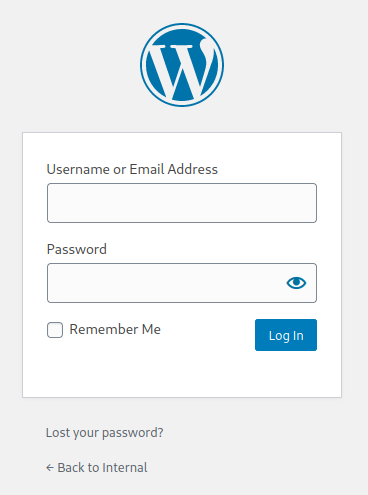 Username or Email Address
Password
Remember Me
Log In
Lost your password?
← Back to Internal